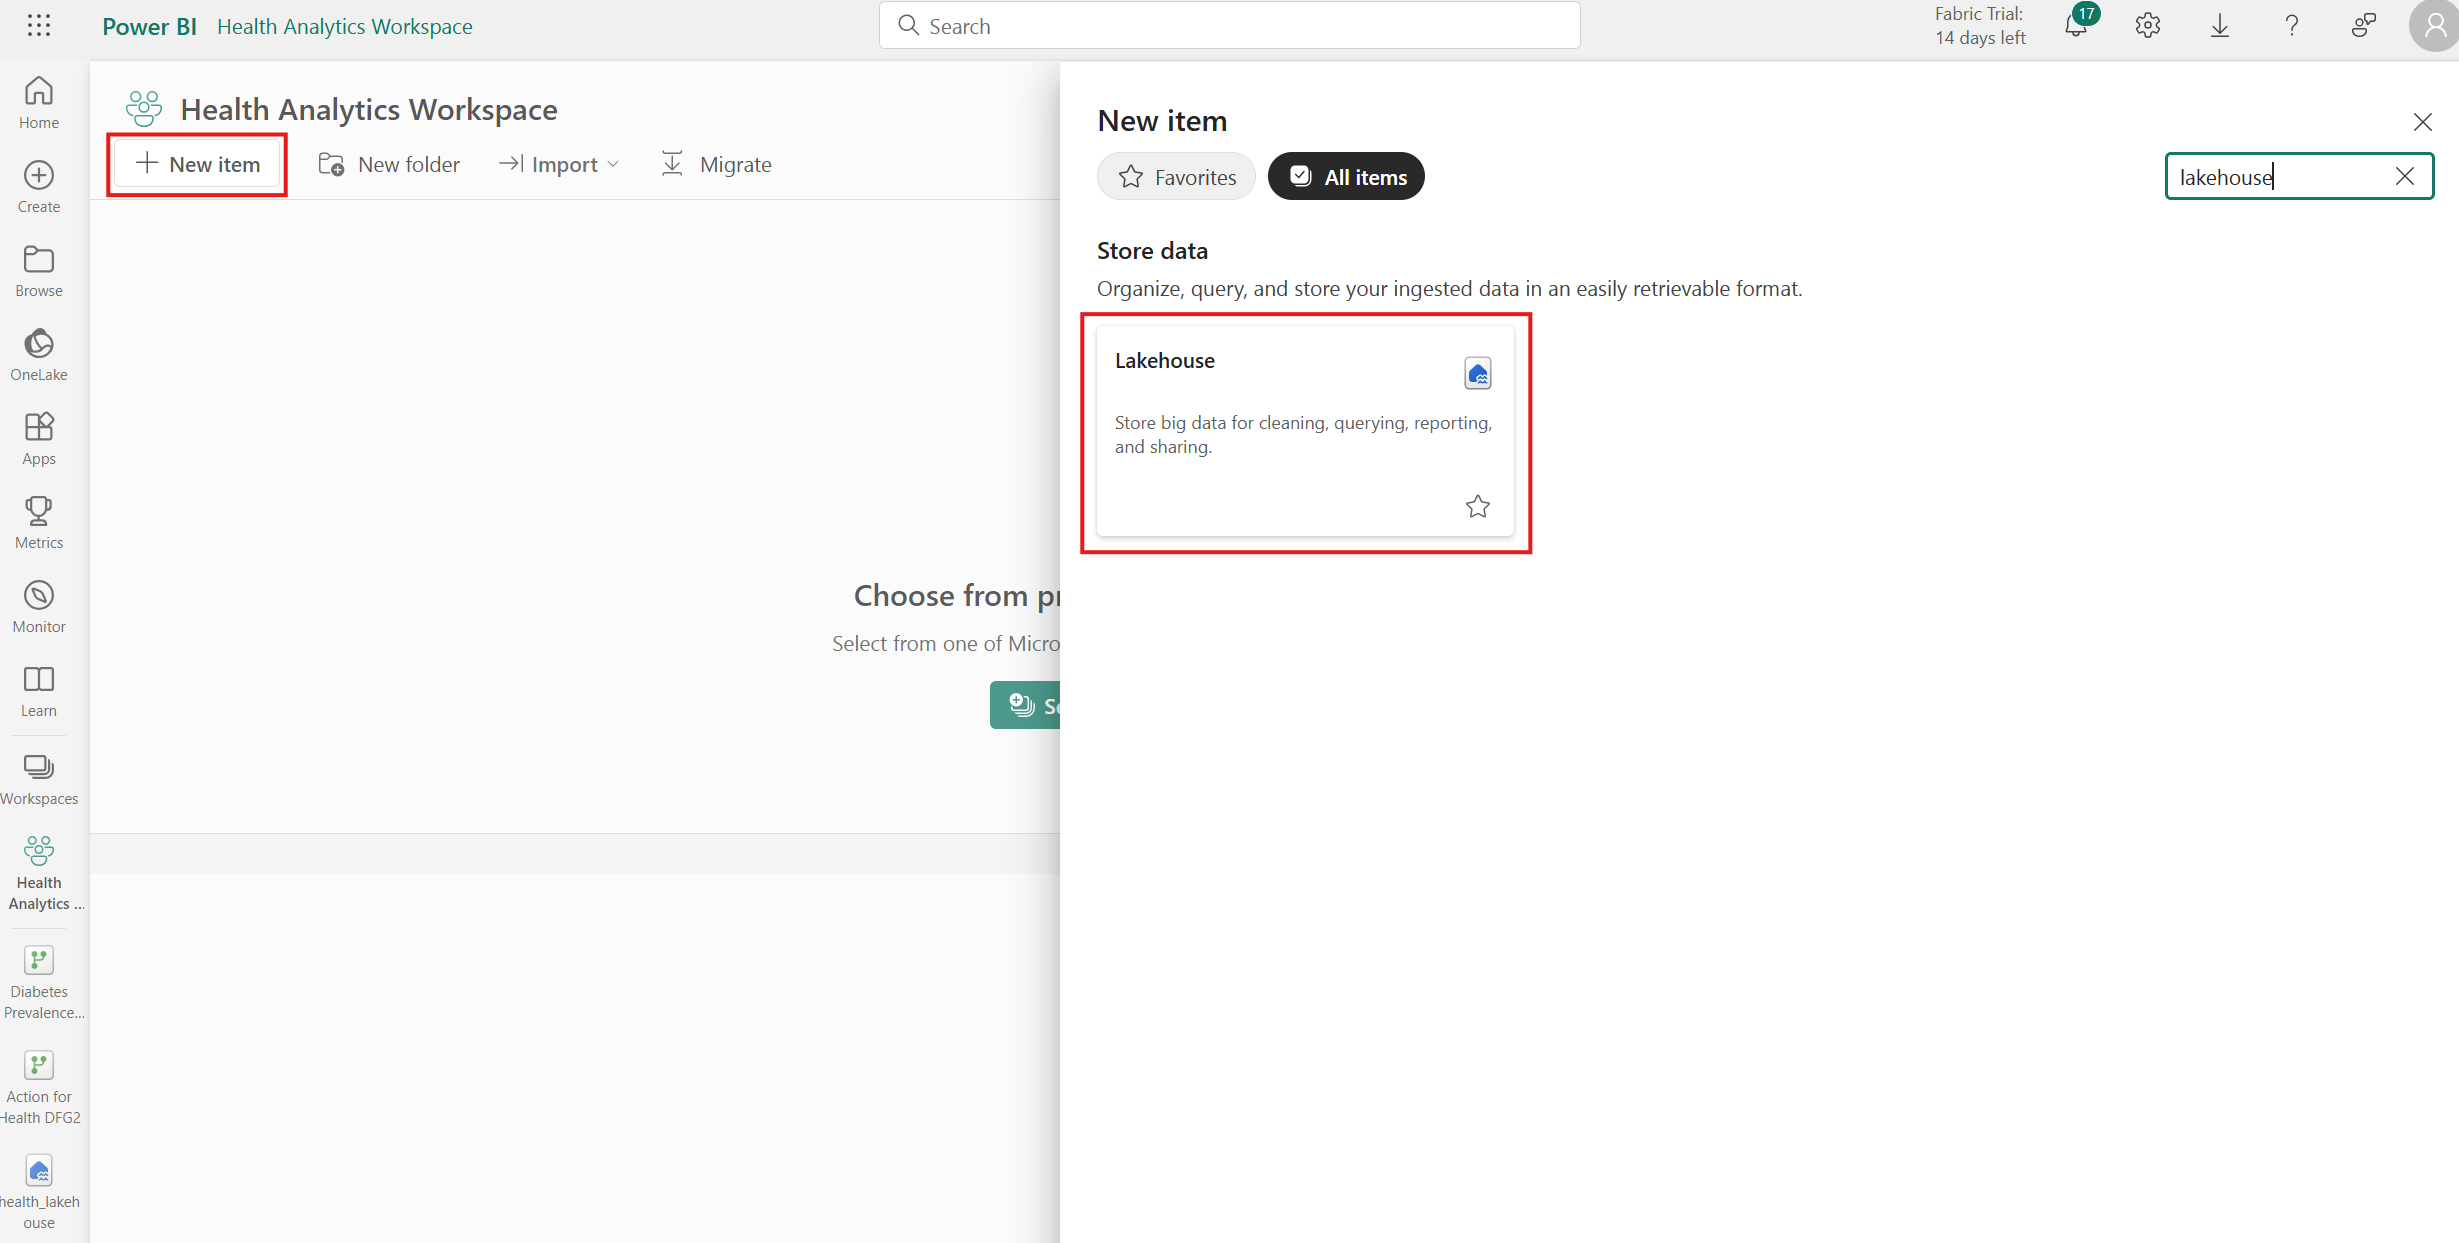 Power BI Health Analytics Workspace
Search
Fabric Trial:
14 days left
17
Home
Create
Browse
OneLake
Apps
Metrics
Monitor
Learn
Workspaces
Health
Analytics ...
Diabetes
Prevalence...
Action for
Health DFG2
health_lakeh
ouse
Health Analytics Workspace
New item
New folder
Import
Migrate
Choose from pr
Select from one of Micro
Se
New item
Favorites
All items
lakehouse
Store data
Organize, query, and store your ingested data in an easily retrievable format.
Lakehouse
Store big data for cleaning, querying, reporting,
and sharing.